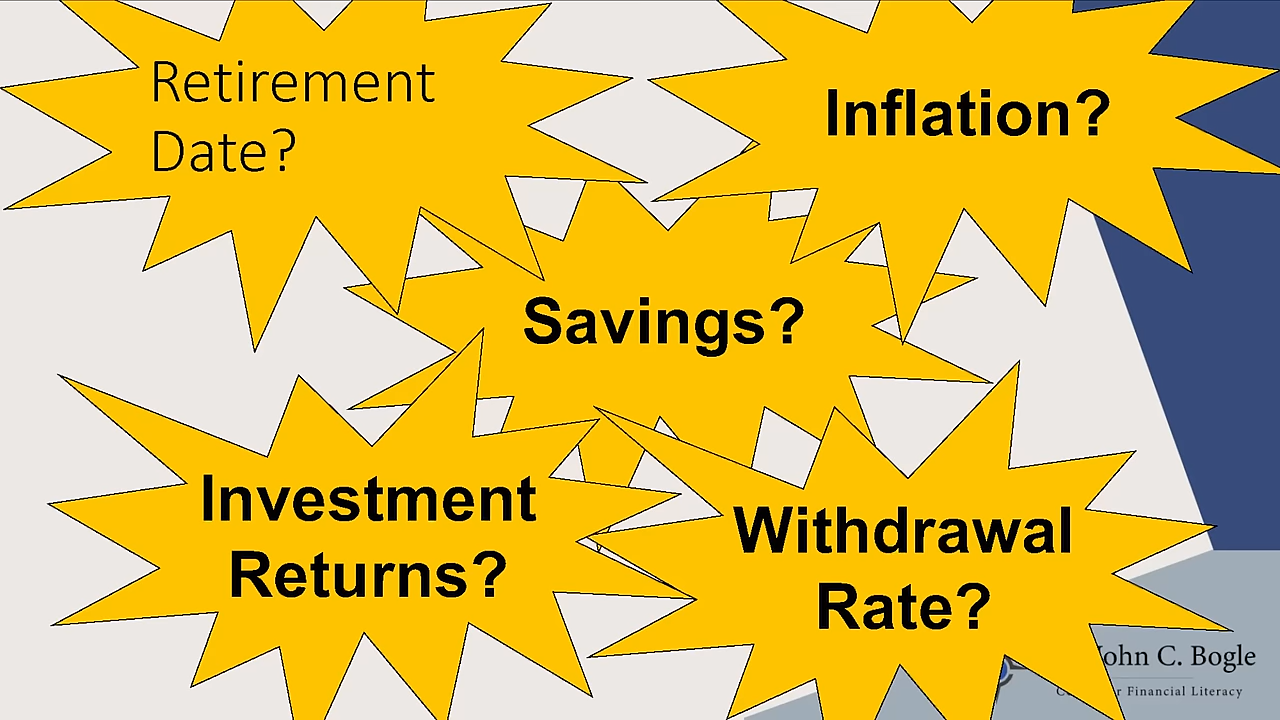 Retirement
Date?
Inflation?
Savings?
Investment
Returns?
Withdrawal
Rate?
John C. Bogle
Financial Literacy